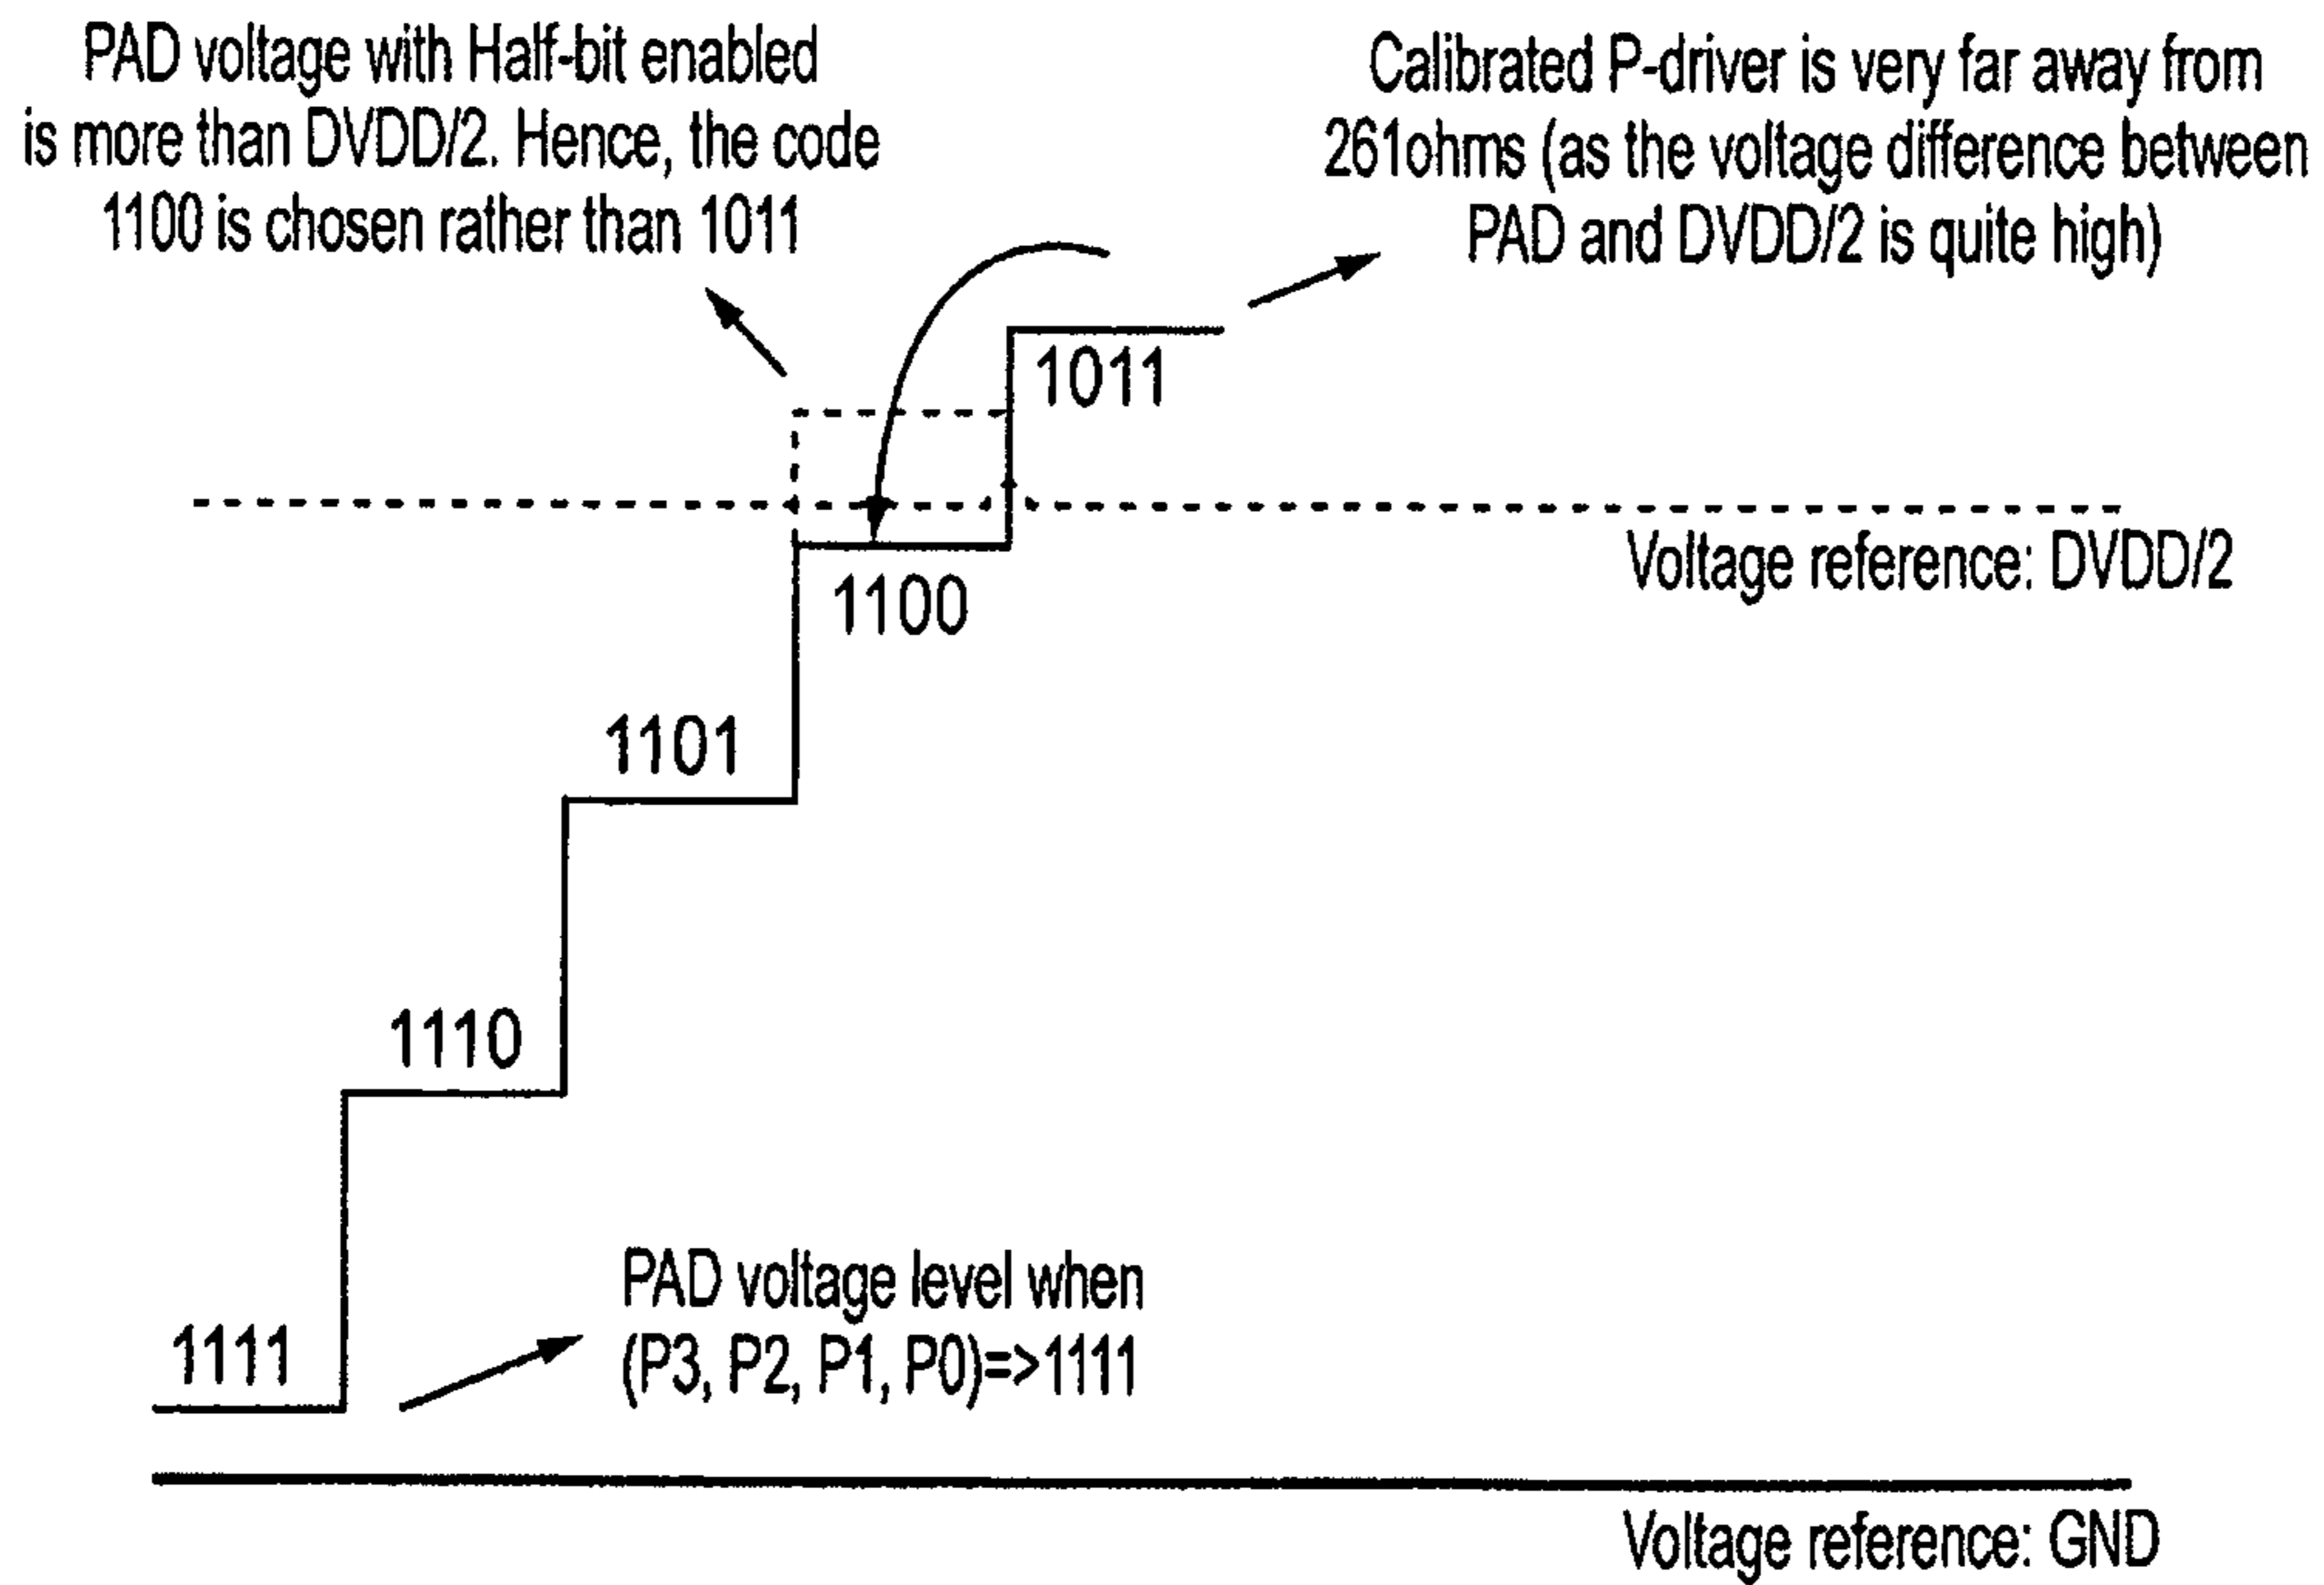 PAD voltage with Half-bit enabled
is more than DVDD/2. Hence, the code
1100 is chosen rather than 1011
Calibrated P-driver is very far away from
261ohms (as the voltage difference between
PAD and DVDD/2 is quite high)
1011
Voltage reference: DVDD/2
1100
1101
1110
PAD voltage level when
(P3, P2, P1, P0)=>1111
1111
Voltage reference: GND